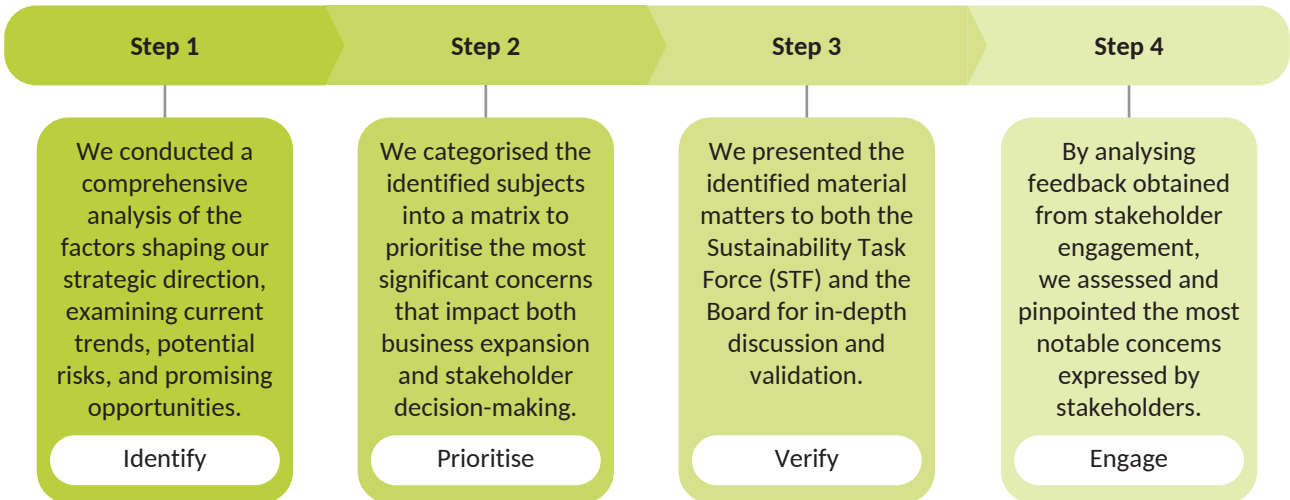 Step 1
Step 2
Step 3
Step 4
We conducted a
comprehensive
analysis of the
factors shaping our
strategic direction,
examining current
trends, potential
risks, and promising
opportunities.
Identify
We categorised the
identified subjects
into a matrix to
prioritise the most
significant concerns
that impact both
business expansion
and stakeholder
decision-making.
Prioritise
We presented the
identified material
matters to both the
Sustainability Task
Force (STF) and the
Board for in-depth
discussion and
validation.
Verify
By analysing
feedback obtained
from stakeholder
engagement,
we assessed and
pinpointed the most
notable concems
expressed by
stakeholders.
Engage